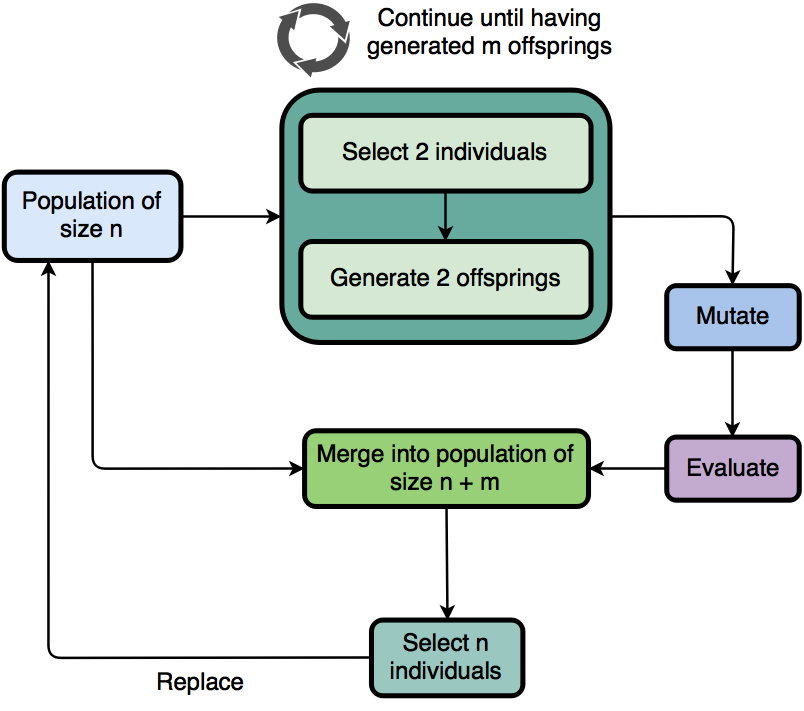 Continue until having
generated m offsprings
Select 2 individuals
Population of
size n
Generate 2 offsprings
Mutate
Merge into population of
size n + m
Evaluate
Select n
individuals
Replace